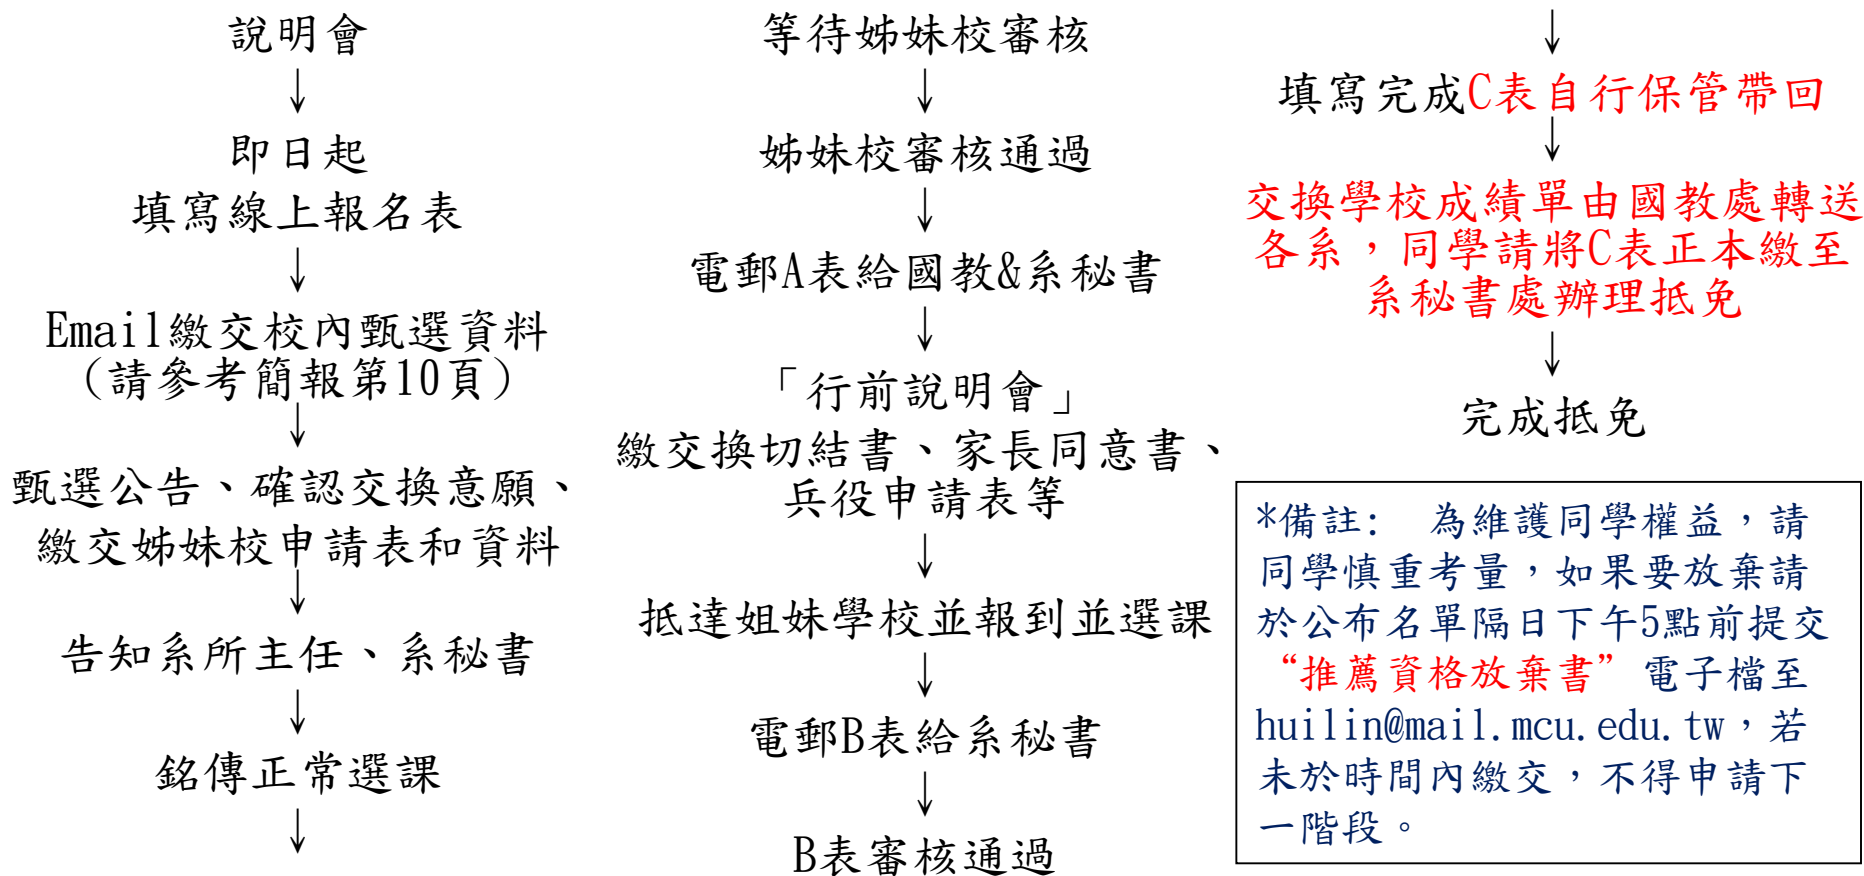 說明會
↓
即日起
填寫線上報名表
↓
Email繳交校內甄選資料
(請參考簡報第10頁)
↓
甄選公告、確認交換意願、
繳交姊妹校申請表和資料
↓
告知系所主任、系秘書
↓
銘傳正常選課
↓
等待姊妹校審核
↓
姊妹校審核通過
↓
電郵A表給國教&系秘書
↓
「行前說明會」
繳交換切結書、家長同意書、
兵役申請表等
↓
抵達姐妹學校並報到並選課
↓
電郵B表給系秘書
↓
B表審核通過
↓
填寫完成C表自行保管帶回
↓
交換學校成績單由國教處轉送
各系，同學請將C表正本繳至
系秘書處辦理抵免
↓
完成抵免
*備註: 為維護同學權益，請
同學慎重考量，如果要放棄請
於公布名單隔日下午5點前提交
“推薦資格放棄書”電子檔至
huilin@mail.mcu.edu.tw，若
未於時間內繳交，不得申請下
一階段。